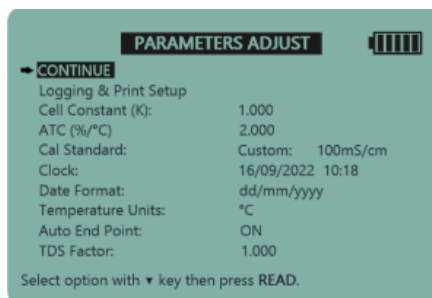 PARAMETERS ADJUST
➨ CONTINUE
Logging & Print Setup
Cell Constant (K): 1.000
ATC (%/°C) 2.000
Cal Standard: Custom: 100mS/cm
Clock: 16/09/2022 10:18
Date Format: dd/mm/yyyy
Temperature Units: °C
Auto End Point: ON
TDS Factor: 1.000
Select option with ▼ key then press READ.